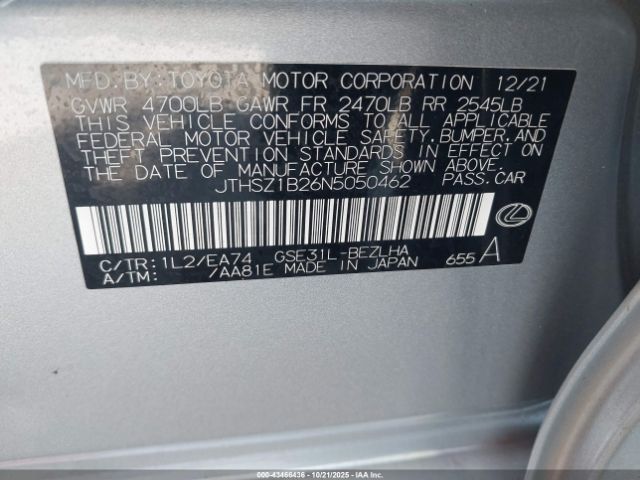 MFD. BY: TOYOTA MOTOR CORPORATION 12/21
GVWR 4700LB GAWR FR 2470LB RR 2545LB
THIS VEHICLE CONFORMS TO ALL APPLICABLE
FEDERAL MOTOR VEHICLE SAFETY, BUMPER, AND
THEFT PREVENTION STANDARDS IN EFFECT ON
THE DATE OF MANUFACTURE SHOWN ABOVE.
JTHSZ1B26N5050462 PASS. CAR
C/TR: 1L2/EA74 GSE31L-BEZLHA
A/TM: /AA81E MADE IN JAPAN 655 A
000-43466436 10/21/2025 IAAI, Inc.